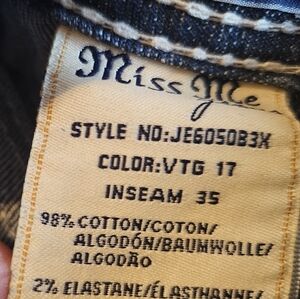 Miss Me
STYLE NO:JE6050B3X
COLOR:VTG 17
INSEAM 35
98% COTTON/COTON/
ALGODÓN/BAUMWOLLE/
ALGODÃO
2% ELASTANE/ÉLASTHANNE/